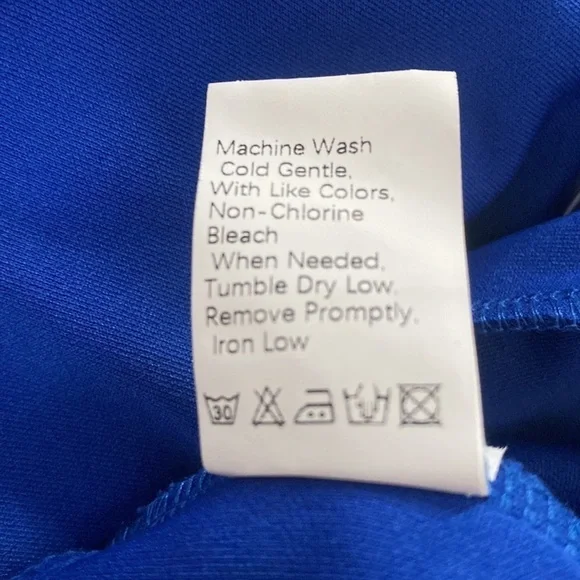 Machine Wash
Cold Gentle,
With Like Colors,
Non-Chlorine
Bleach
When Needed,
Tumble Dry Low,
Remove Promptly,
Iron Low
30